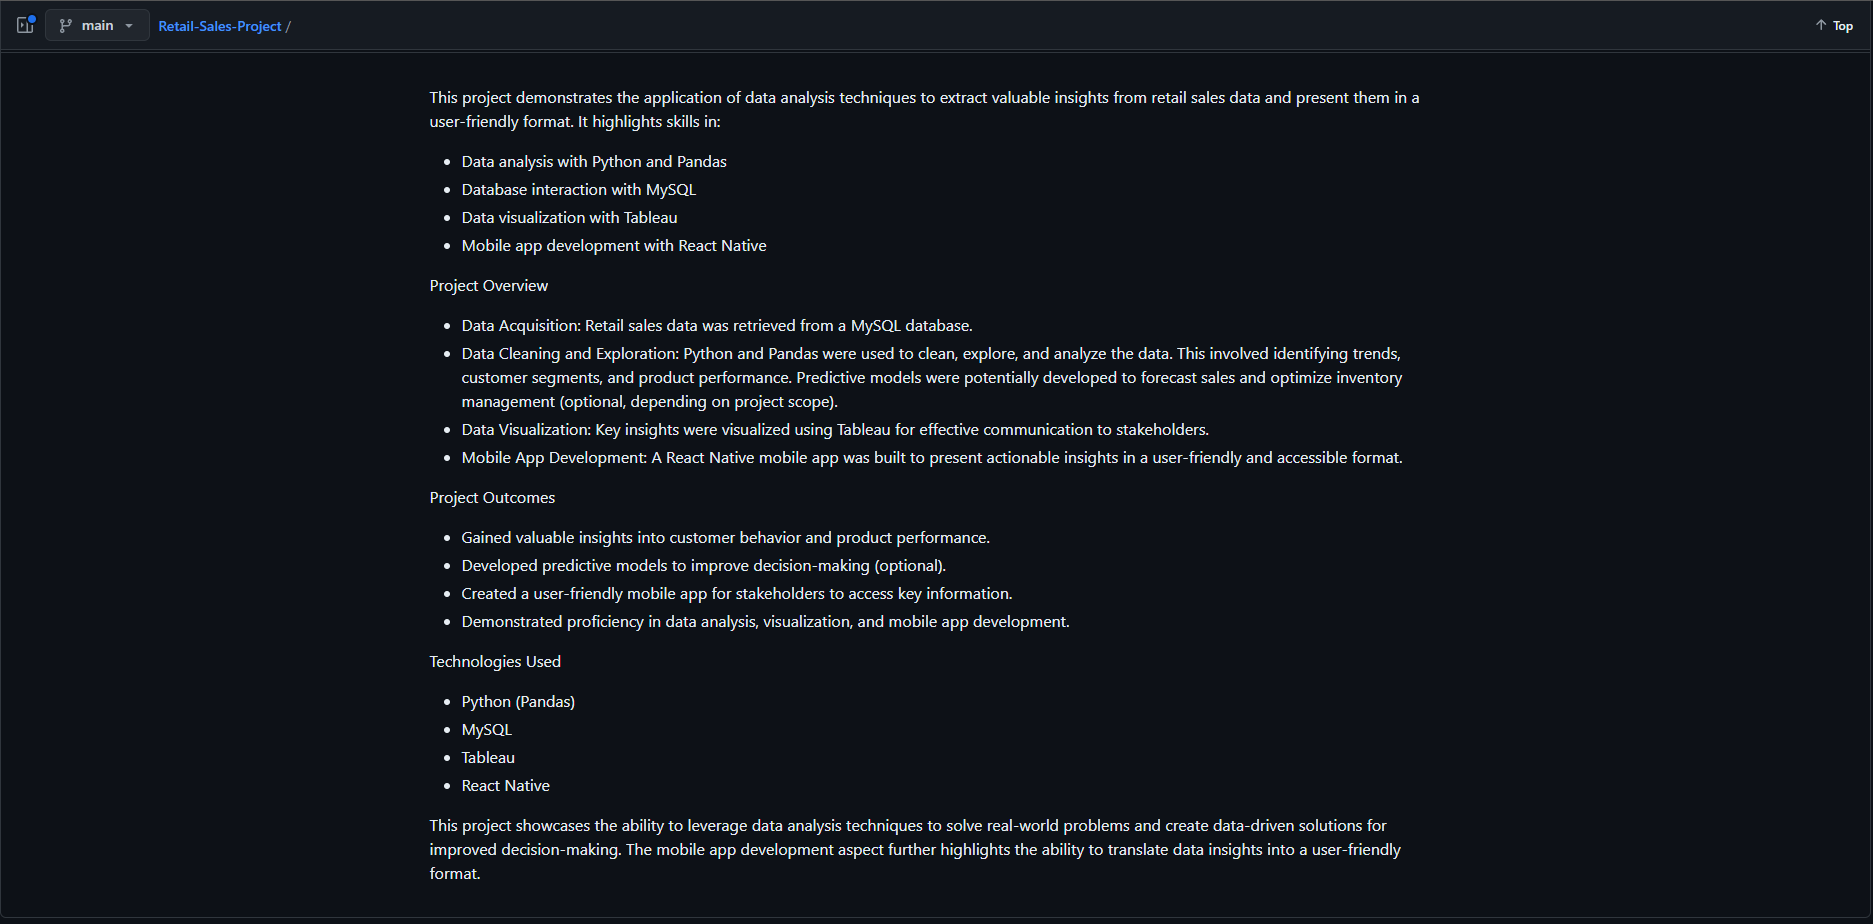 main
Retail-Sales-Project /
Top
This project demonstrates the application of data analysis techniques to extract valuable insights from retail sales data and present them in a
user-friendly format. It highlights skills in:
Data analysis with Python and Pandas
Database interaction with MySQL
Data visualization with Tableau
Mobile app development with React Native
Project Overview
Data Acquisition: Retail sales data was retrieved from a MySQL database.
Data Cleaning and Exploration: Python and Pandas were used to clean, explore, and analyze the data. This involved identifying trends,
customer segments, and product performance. Predictive models were potentially developed to forecast sales and optimize inventory
management (optional, depending on project scope).
Data Visualization: Key insights were visualized using Tableau for effective communication to stakeholders.
Mobile App Development: A React Native mobile app was built to present actionable insights in a user-friendly and accessible format.
Project Outcomes
Gained valuable insights into customer behavior and product performance.
Developed predictive models to improve decision-making (optional).
Created a user-friendly mobile app for stakeholders to access key information.
Demonstrated proficiency in data analysis, visualization, and mobile app development.
Technologies Used
Python (Pandas)
MySQL
Tableau
React Native
This project showcases the ability to leverage data analysis techniques to solve real-world problems and create data-driven solutions for
improved decision-making. The mobile app development aspect further highlights the ability to translate data insights into a user-friendly
format.